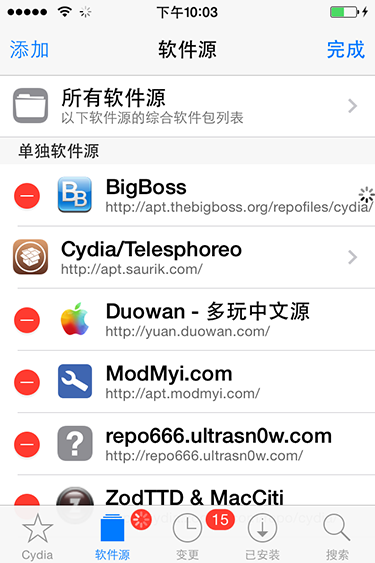 下午10:03
添加
软件源
完成
所有软件源
以下软件源的综合软件包列表
单独软件源
BigBoss
http://apt.thebigboss.org/repofiles/cydia/
Cydia/Telesphoreo
http://apt.saurik.com/
Duowan - 多玩中文源
http://yuan.duowan.com/
ModMyi.com
http://apt.modmyi.com/
repo666.ultrasn0w.com
http://repo666.ultrasn0w.com/
ZodTTD & MacCiti
15
Cydia
软件源
变更
已安装
搜索